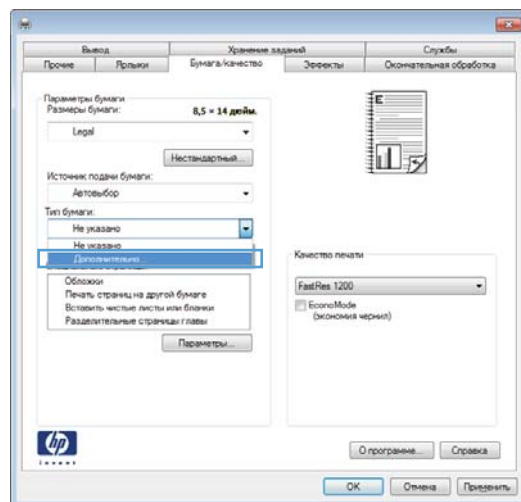 Вывод
Хранение заданий
Службы
Прочие
Ярлыки
Бумага/качество
Эффекты
Окончательная обработка
Параметры бумаги
Размеры бумаги:
8,5 × 14 дюйм.
Legal
Нестандартный...
Источник подачи бумаги:
Автовыбор
Тип бумаги:
Не указано
Не указано
Дополнительно...
Обложки
Печать страниц на другой бумаге
Вставить чистые листы или бланки
Разделительные страницы главы
Параметры...
E
Качество печати
FastRes 1200
EconoMode
(экономия чернил)
hp
invent
О программе...
Справка
OK
Отмена
Применить